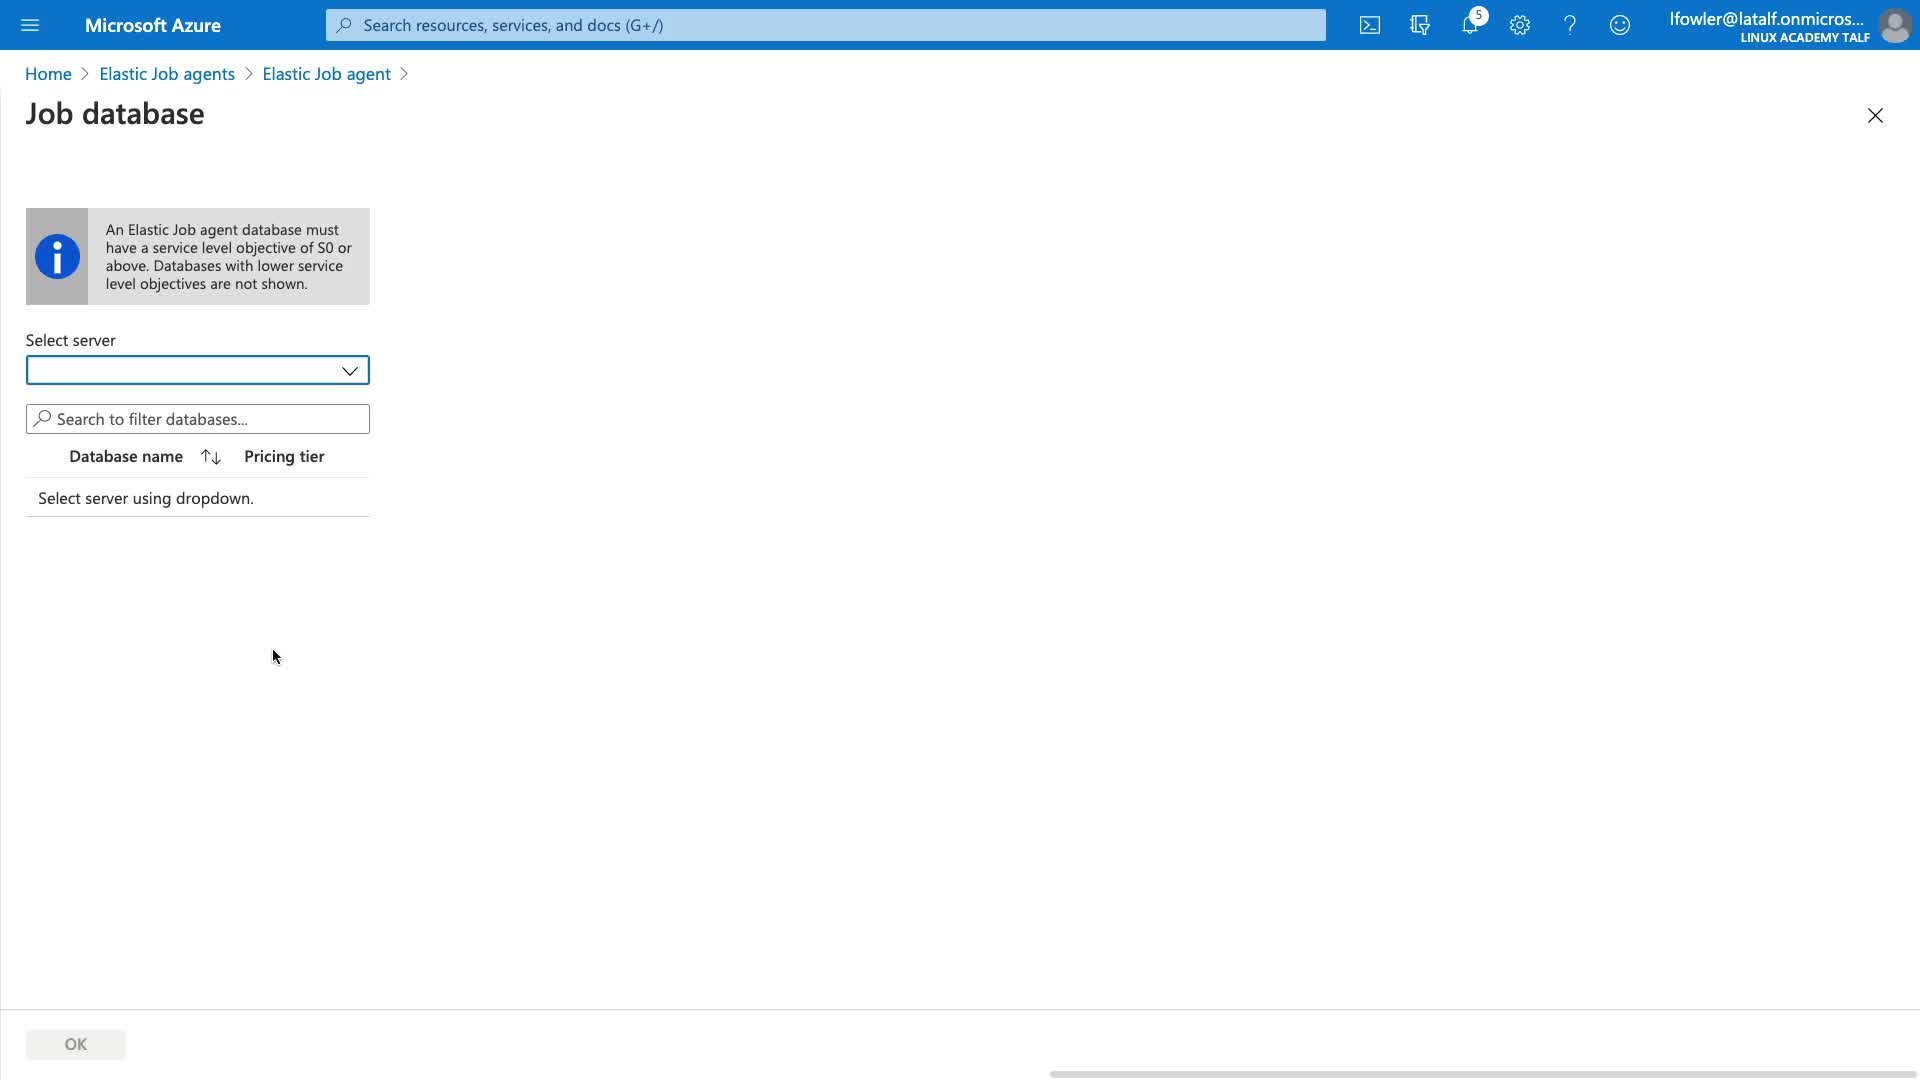 Microsoft Azure
Search resources, services, and docs (G+/)
5
lfowler@latalf.onmicros...
LINUX ACADEMY TALF
Home
Elastic Job agents
Elastic Job agent
Job database
An Elastic Job agent database must
have a service level objective of S0 or
above. Databases with lower service
level objectives are not shown.
Select server
Search to filter databases...
Database name
Pricing tier
Select server using dropdown.
OK